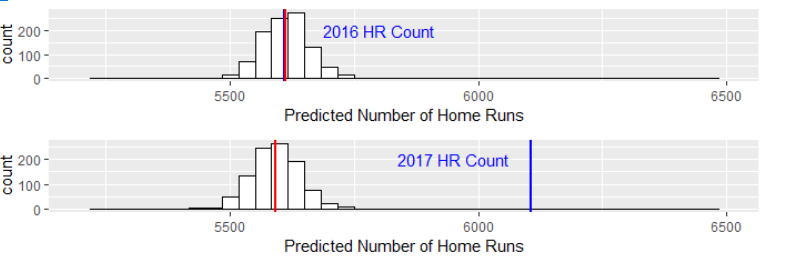 count
200
100
0
2016 HR Count
5500 6000 6500
Predicted Number of Home Runs
count
200
100
0
2017 HR Count
5500 6000 6500
Predicted Number of Home Runs